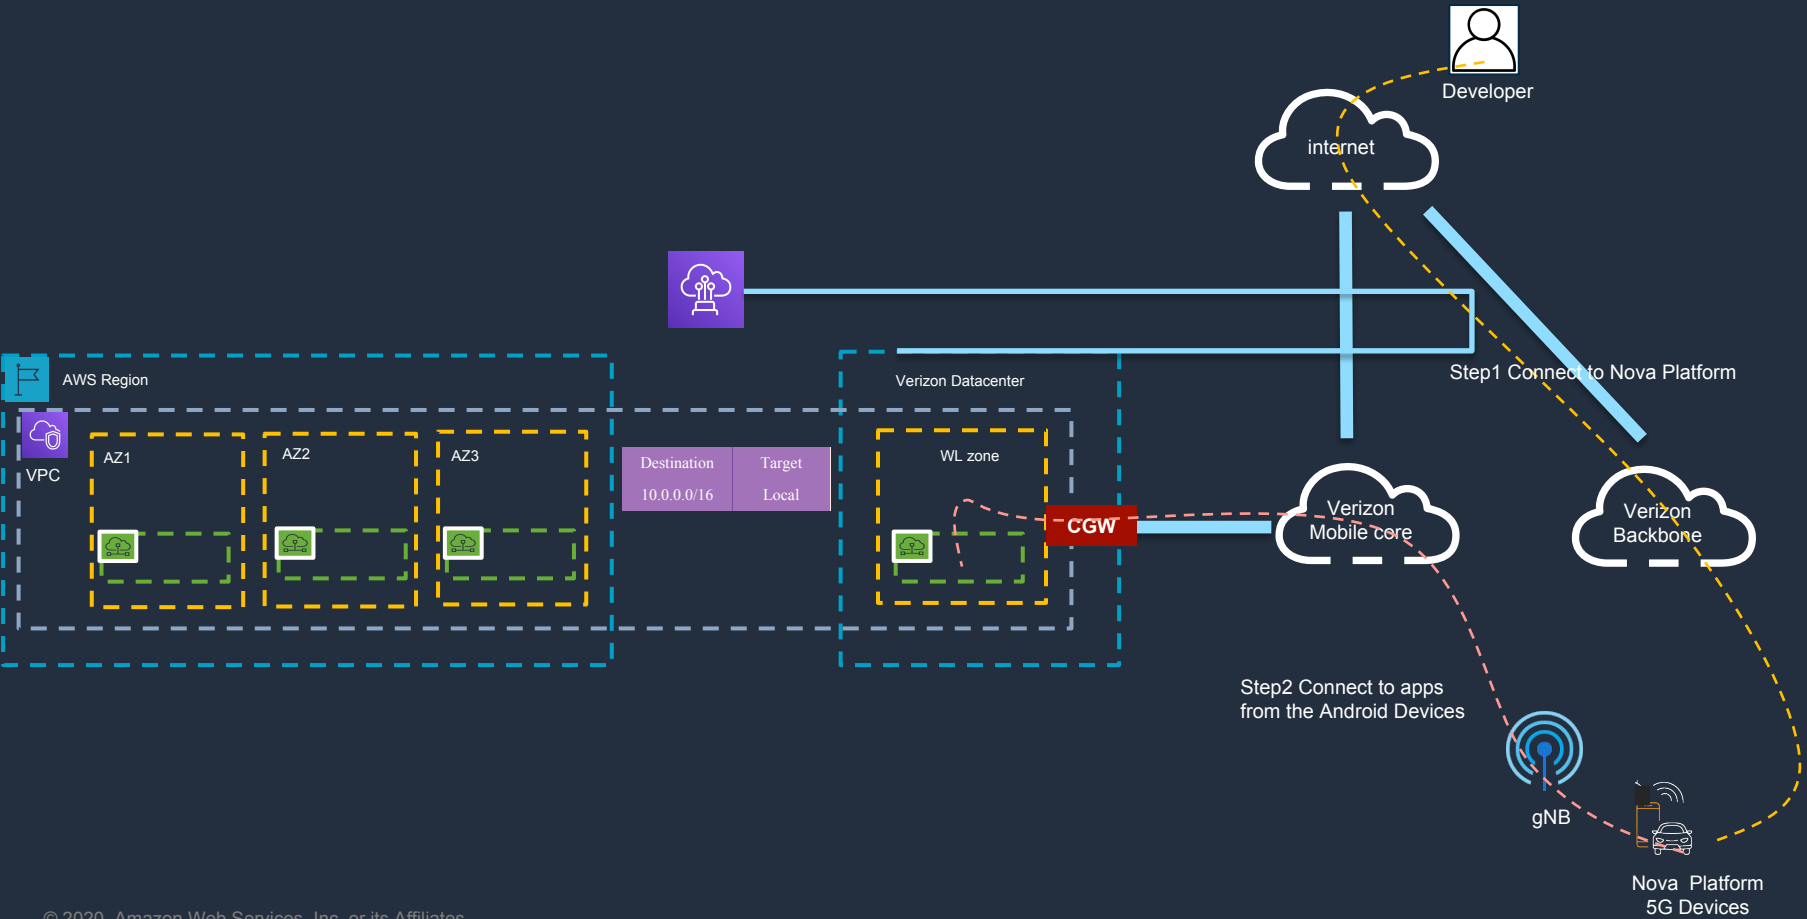 Developer
internet
Step1 Connect to Nova Platform
AWS Region
Verizon Datacenter
VPC
AZ1
AZ2
AZ3
Destination Target
10.0.0.0/16 Local
WL zone
CGW
Verizon
Mobile core
Verizon
Backbone
Step2 Connect to apps
from the Android Devices
gNB
Nova Platform
5G Devices
© 2020, Amazon Web Services, Inc. or its Affiliates.